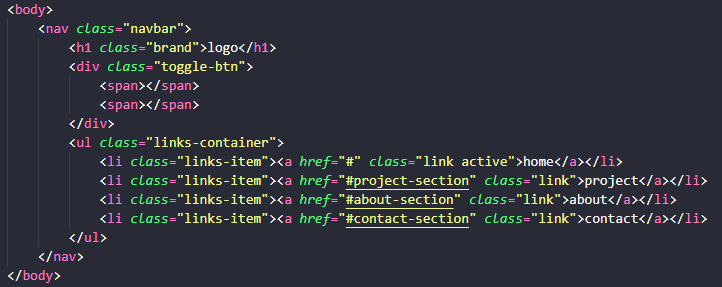 <body>
    <nav class="navbar">
        <h1 class="brand">logo</h1>
        <div class="toggle-btn">
            <span></span>
            <span></span>
        </div>
        <ul class="links-container">
            <li class="links-item"><a href="#" class="link active">home</a></li>
            <li class="links-item"><a href="#project-section" class="link">project</a></li>
            <li class="links-item"><a href="#about-section" class="link">about</a></li>
            <li class="links-item"><a href="#contact-section" class="link">contact</a></li>
        </ul>
    </nav>
</body>